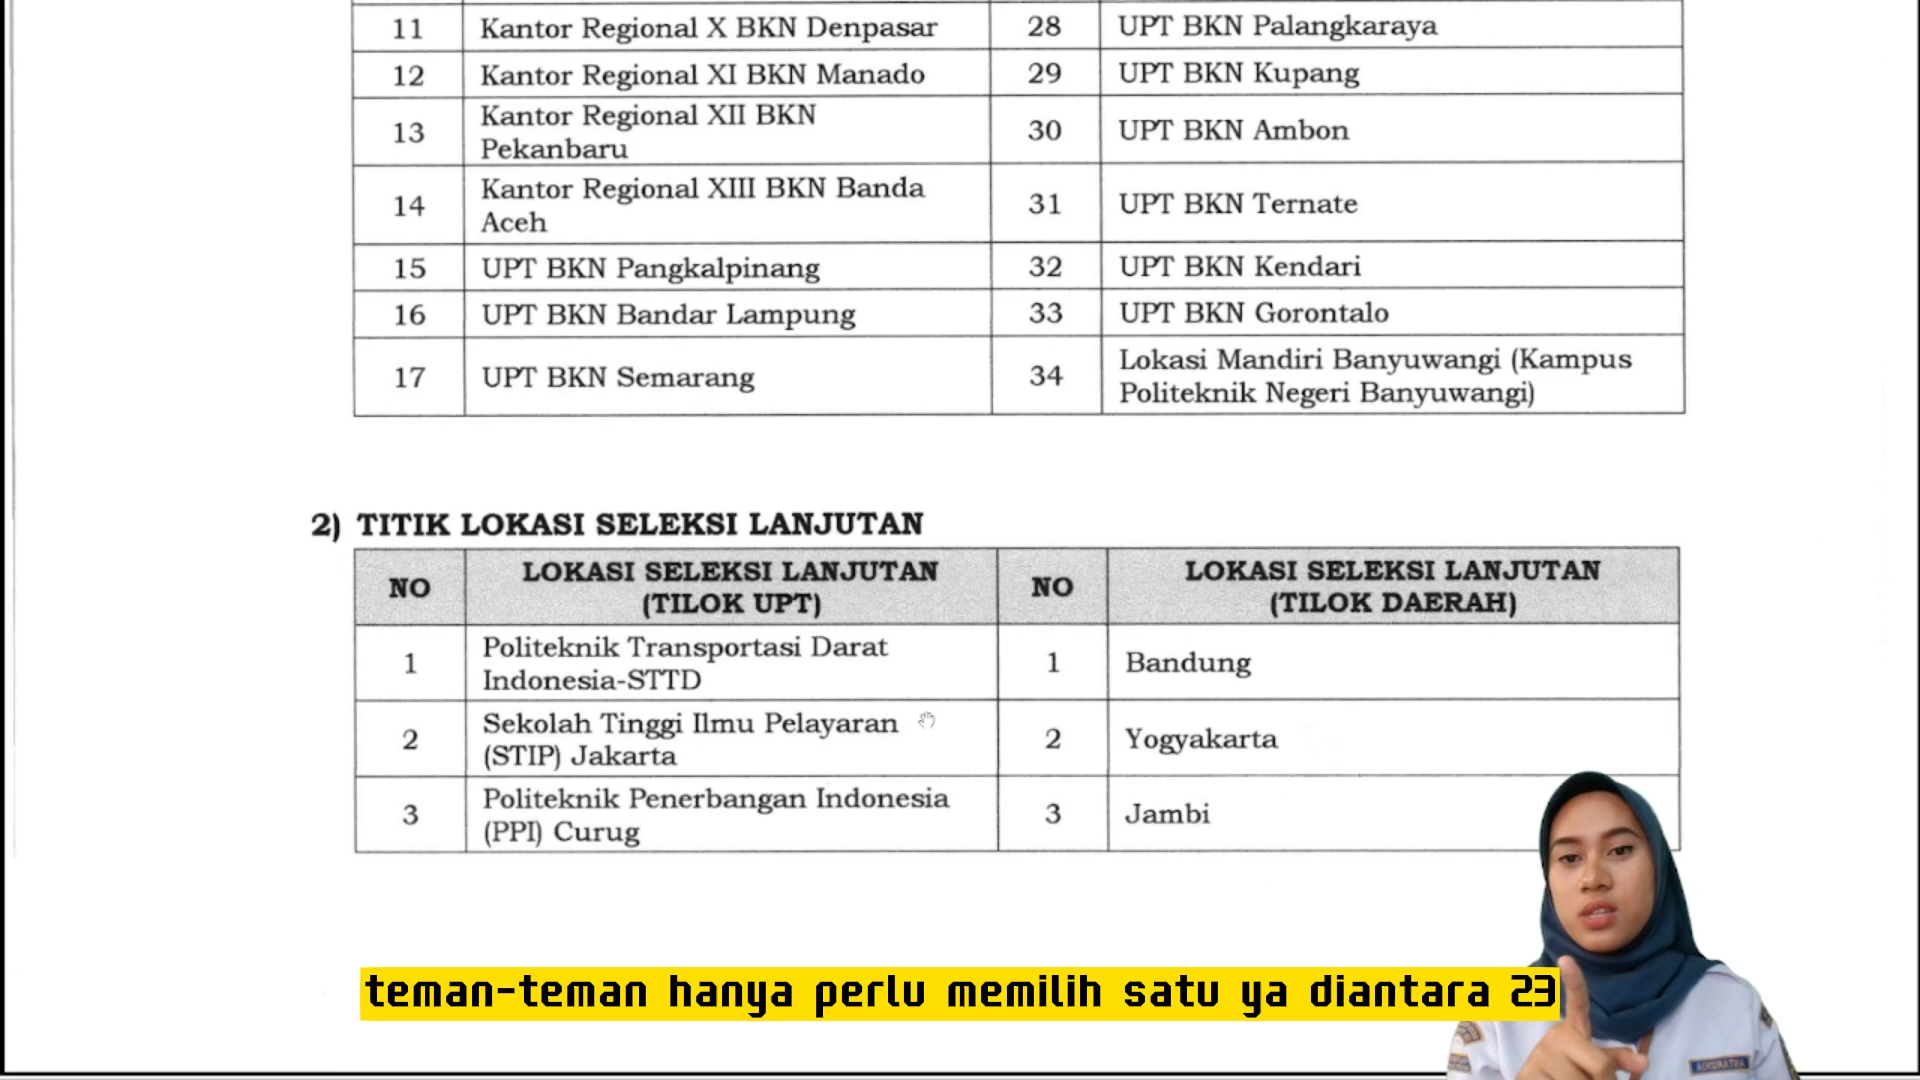 11 Kantor Regional X BKN Denpasar 28 UPT BKN Palangkaraya
12 Kantor Regional XI BKN Manado 29 UPT BKN Kupang
13 Kantor Regional XII BKN Pekanbaru 30 UPT BKN Ambon
14 Kantor Regional XIII BKN Banda Aceh 31 UPT BKN Ternate
15 UPT BKN Pangkalpinang 32 UPT BKN Kendari
16 UPT BKN Bandar Lampung 33 UPT BKN Gorontalo
17 UPT BKN Semarang 34 Lokasi Mandiri Banyuwangi (Kampus Politeknik Negeri Banyuwangi)
2) TITIK LOKASI SELEKSI LANJUTAN
NO LOKASI SELEKSI LANJUTAN (TILOK UPT) NO LOKASI SELEKSI LANJUTAN (TILOK DAERAH)
1 Politeknik Transportasi Darat Indonesia-STTD 1 Bandung
2 Sekolah Tinggi Ilmu Pelayaran (STIP) Jakarta 2 Yogyakarta
3 Politeknik Penerbangan Indonesia (PPI) Curug 3 Jambi
teman-teman hanya perlu memilih satu ya diantara 23